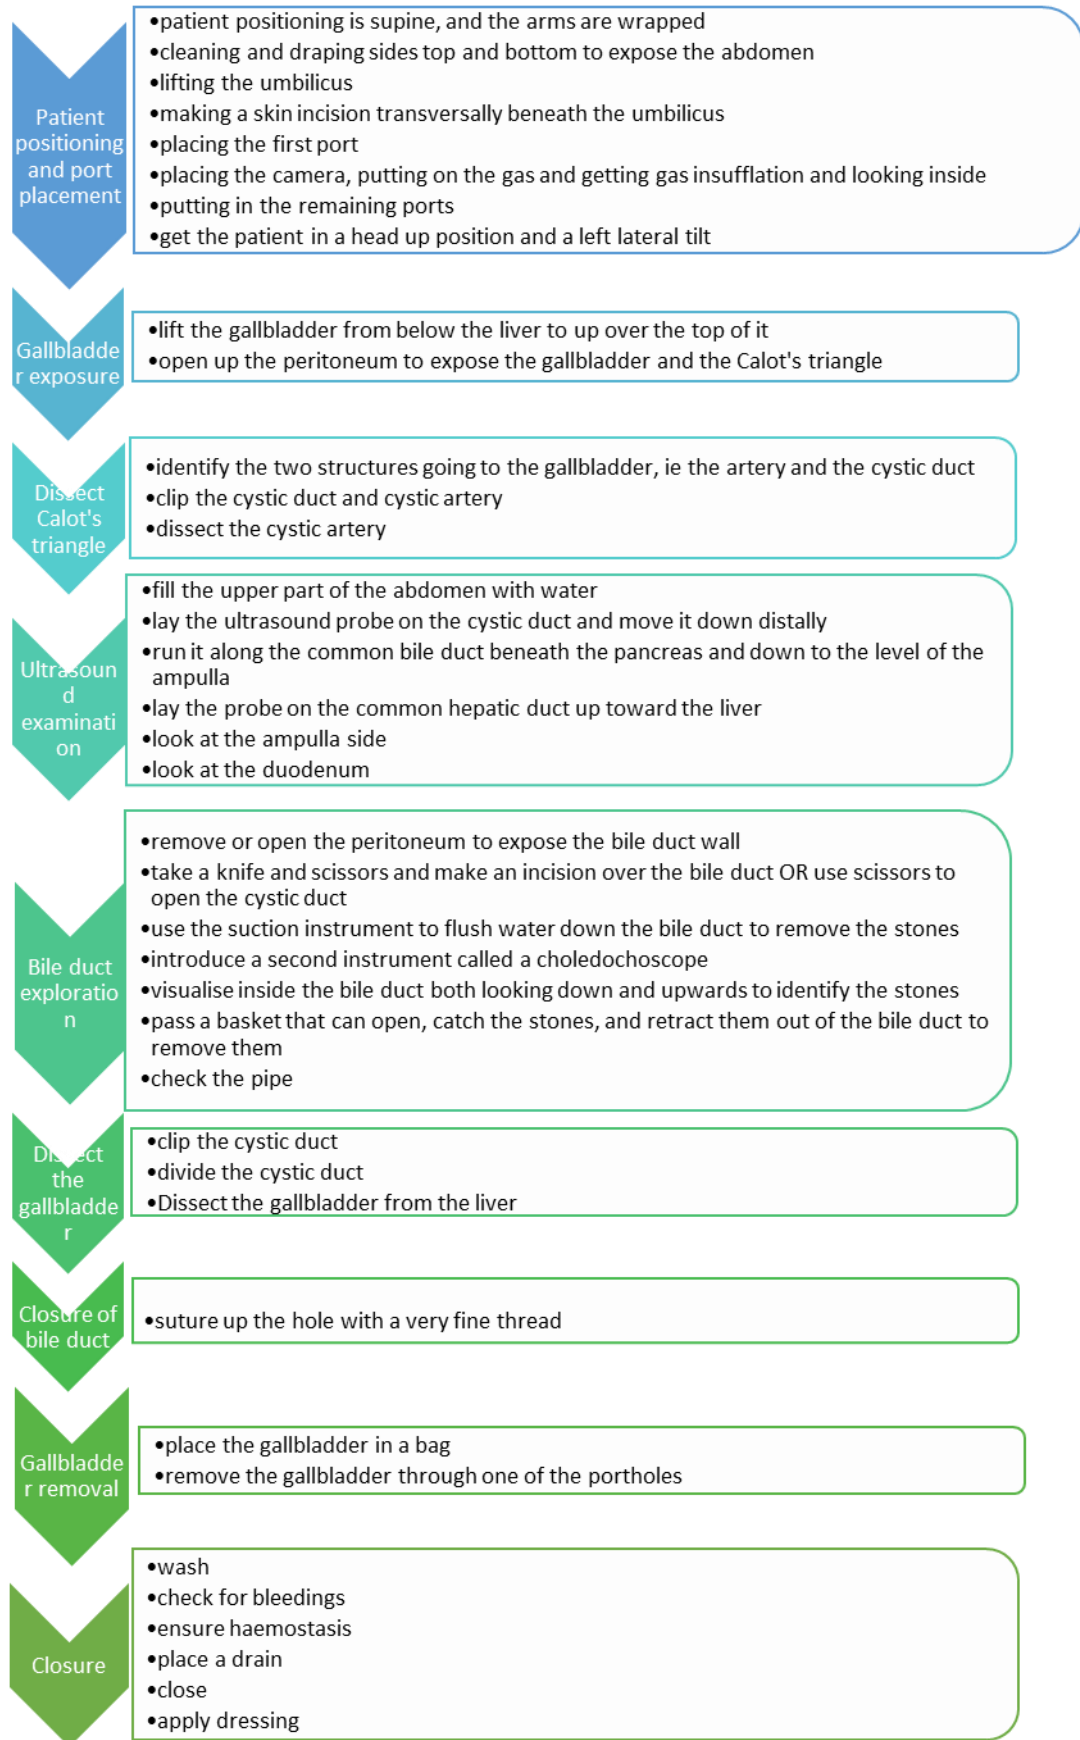 Patient
positioning
and port
placement
•patient positioning is supine, and the arms are wrapped
•cleaning and draping sides top and bottom to expose the abdomen
•lifting the umbilicus
•making a skin incision transversally beneath the umbilicus
•placing the first port
•placing the camera, putting on the gas and getting gas insufflation and looking inside
•putting in the remaining ports
•get the patient in a head up position and a left lateral tilt
Gallbladde
r exposure
•lift the gallbladder from below the liver to up over the top of it
•open up the peritoneum to expose the gallbladder and the Calot's triangle
Dissect
Calot's
triangle
•identify the two structures going to the gallbladder, ie the artery and the cystic duct
•clip the cystic duct and cystic artery
•dissect the cystic artery
Ultrasoun
d
examinati
on
•fill the upper part of the abdomen with water
•lay the ultrasound probe on the cystic duct and move it down distally
•run it along the common bile duct beneath the pancreas and down to the level of the
ampulla
•lay the probe on the common hepatic duct up toward the liver
•look at the ampulla side
•look at the duodenum
Bile duct
exploratio
n
•remove or open the peritoneum to expose the bile duct wall
•take a knife and scissors and make an incision over the bile duct OR use scissors to
open the cystic duct
•use the suction instrument to flush water down the bile duct to remove the stones
•introduce a second instrument called a choledochoscope
•visualise inside the bile duct both looking down and upwards to identify the stones
•pass a basket that can open, catch the stones, and retract them out of the bile duct to
remove them
•check the pipe
Dissect
the
gallbladde
r
•clip the cystic duct
•divide the cystic duct
•Dissect the gallbladder from the liver
Closure of
bile duct
•suture up the hole with a very fine thread
Gallbladde
r removal
•place the gallbladder in a bag
•remove the gallbladder through one of the portholes
Closure
•wash
•check for bleedings
•ensure haemostasis
•place a drain
•close
•apply dressing